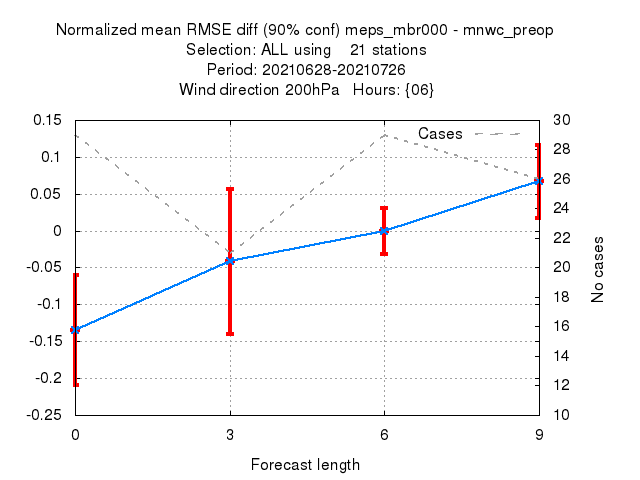 Normalized mean RMSE diff (90% conf) meps_mbr000 - mnwc_preop
Selection: ALL using    21 stations
Period: 20210628-20210726
Wind direction 200hPa   Hours: {06}
Cases
0.15
0.1
0.05
0
-0.05
-0.1
-0.15
-0.2
-0.25
30
28
26
24
22
20
18
16
14
12
10
No cases
0 3 6 9
Forecast length